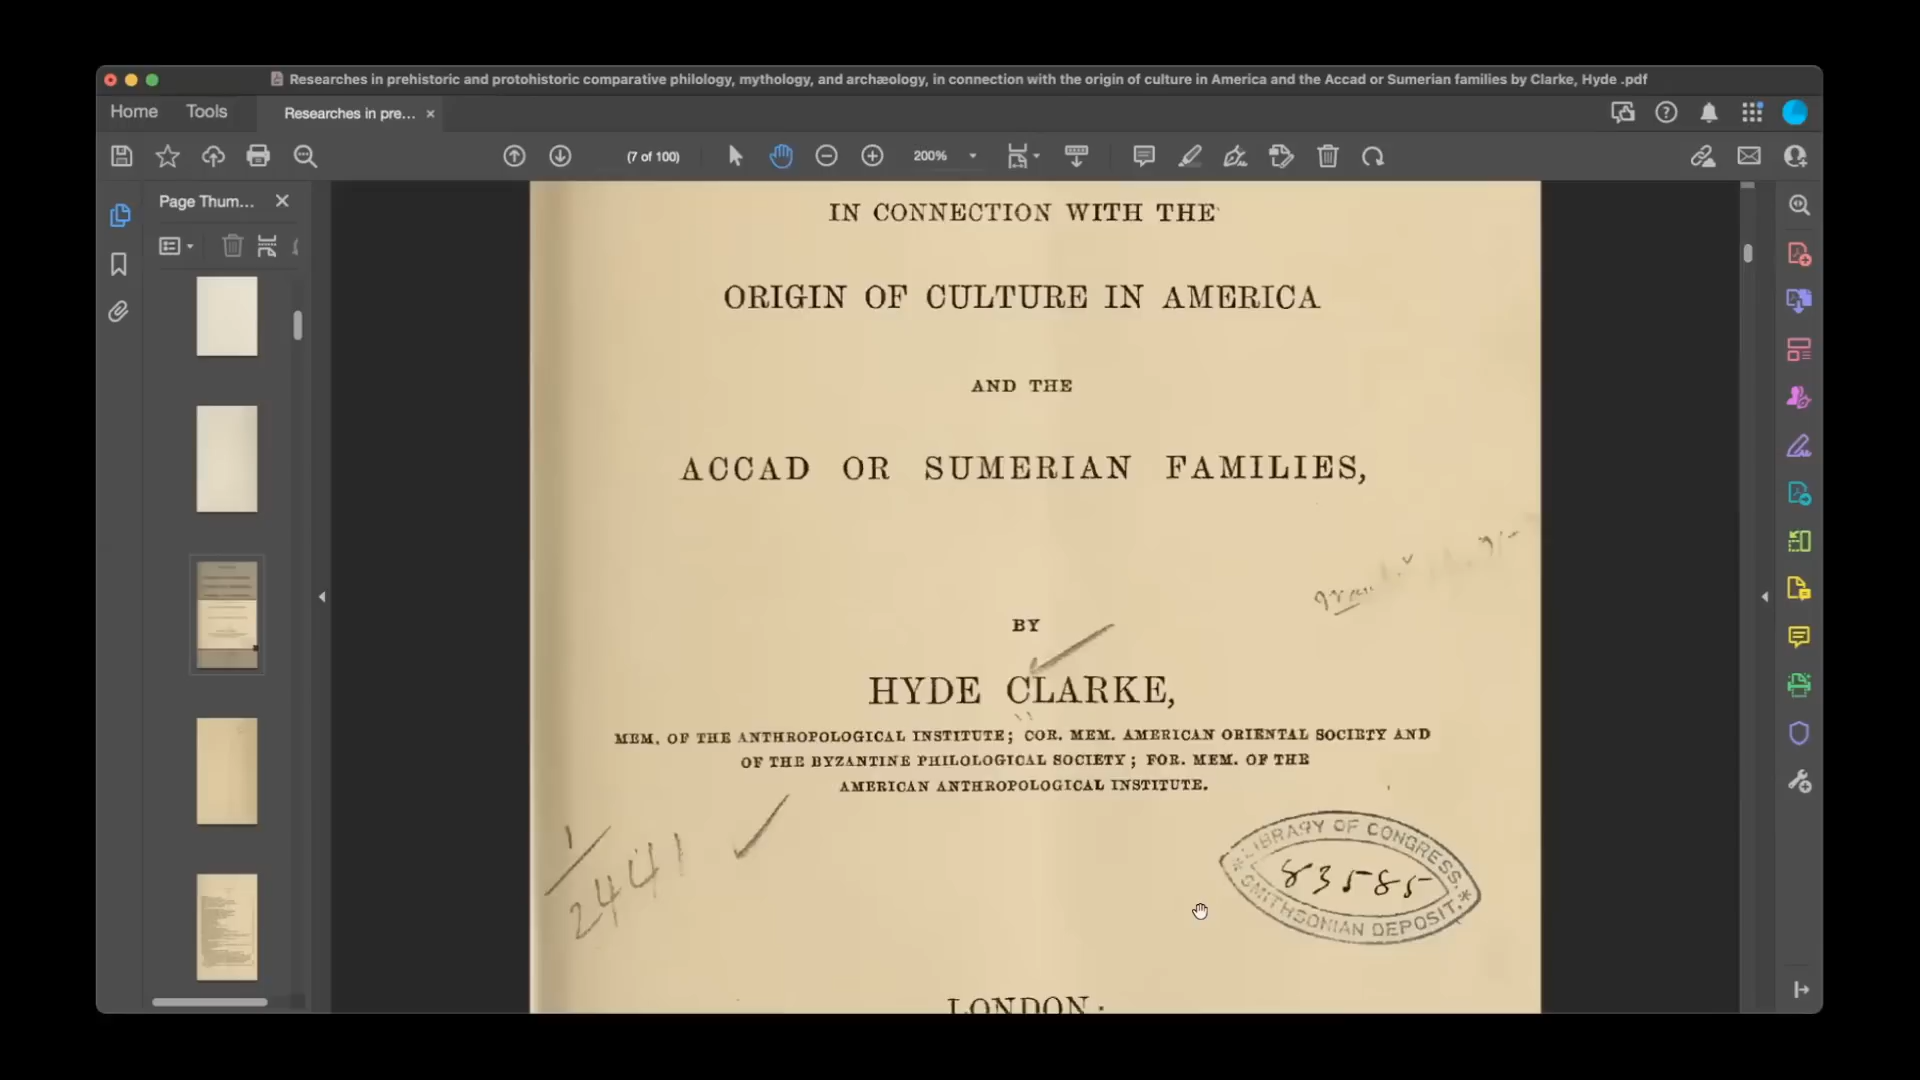 Researches in prehistoric and protohistoric comparative philology, mythology, and archæology, in connection with the origin of culture in America and the Accad or Sumerian families by Clarke, Hyde .pdf
Home
Tools
Researches in pre...
(7 of 100)
200%
Page Thum...
IN CONNECTION WITH THE
ORIGIN OF CULTURE IN AMERICA
AND THE
ACCAD OR SUMERIAN FAMILIES,
BY
HYDE CLARKE,
MEM. OF THE ANTHROPOLOGICAL INSTITUTE; COR. MEM. AMERICAN ORIENTAL SOCIETY AND
OF THE BYZANTINE PHILOLOGICAL SOCIETY; FOR. MEM. OF THE
AMERICAN ANTHROPOLOGICAL INSTITUTE.
1
2441
LIBRARY OF CONGRESS,
83585
SMITHSONIAN DEPOSIT.
LONDON: